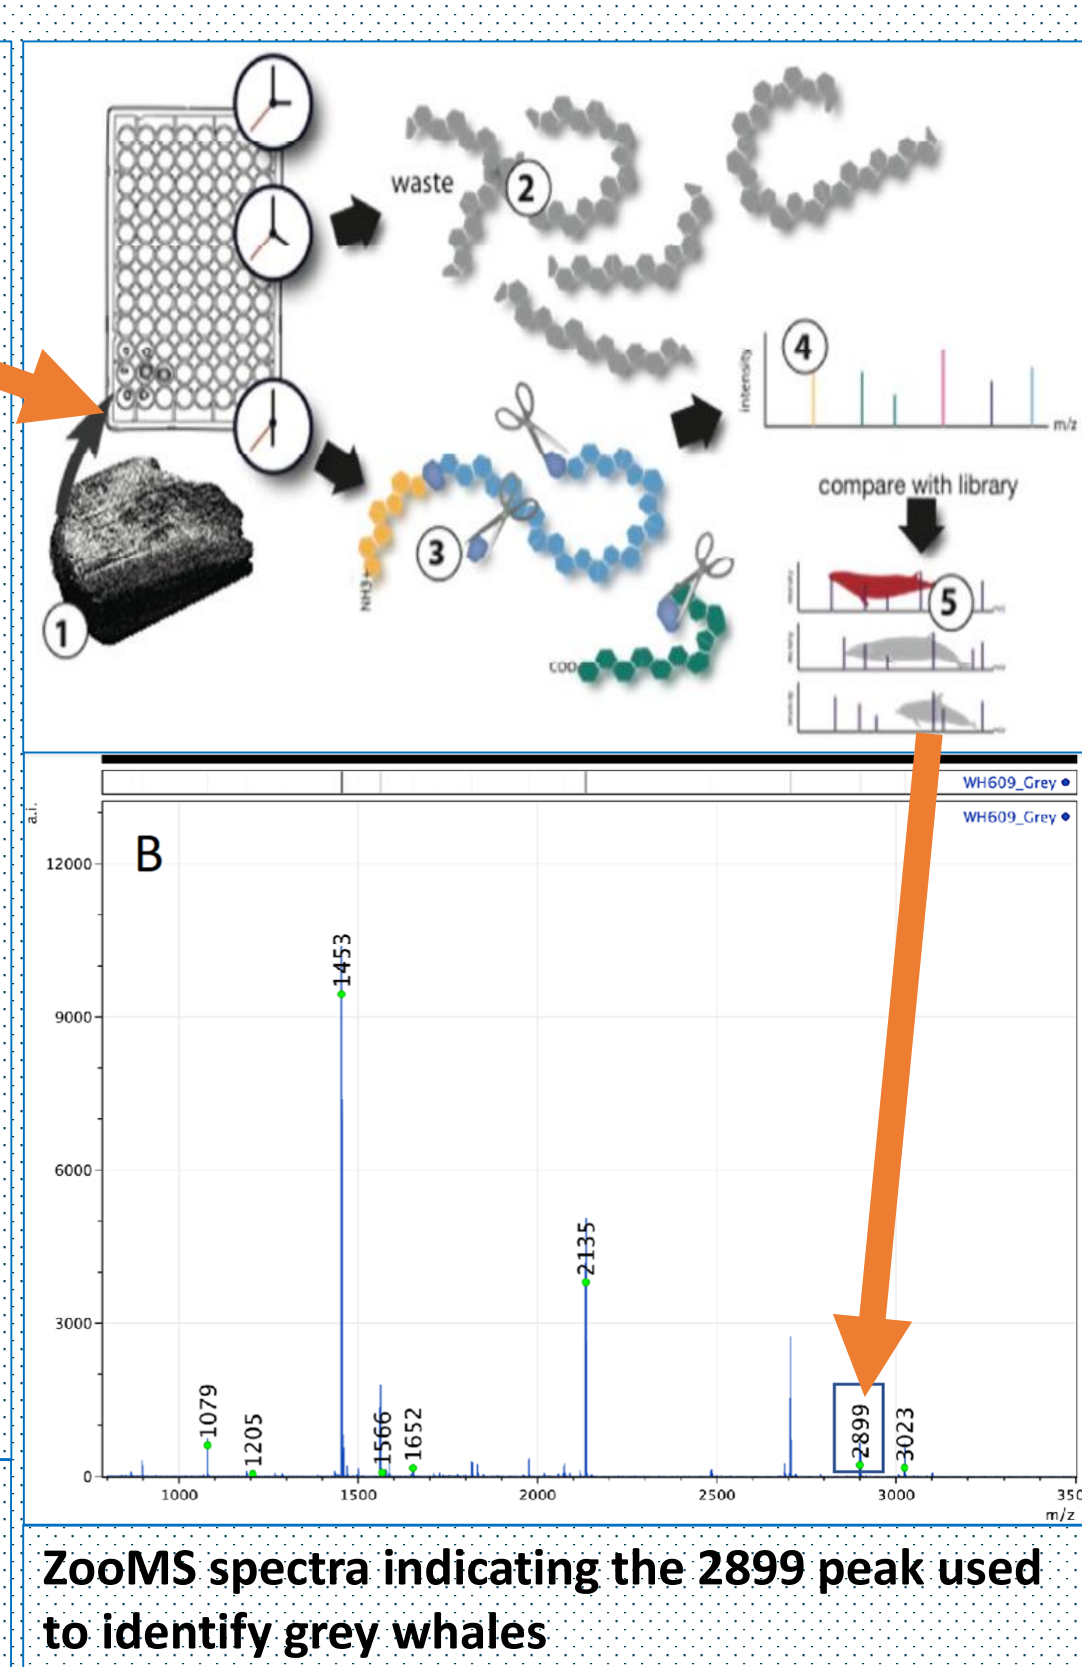 waste
2
4
intensity
m/z
compare with library
3
NH3+
1
COO
5
WH609_Grey
WH609_Grey
a.i.
B
12000
9000
6000
3000
0
1453
2135
1079
1205
1566
1652
2899
3023
1000
1500
2000
2500
3000
350
m/z
ZooMS spectra indicating the 2899 peak used
to identify grey whales